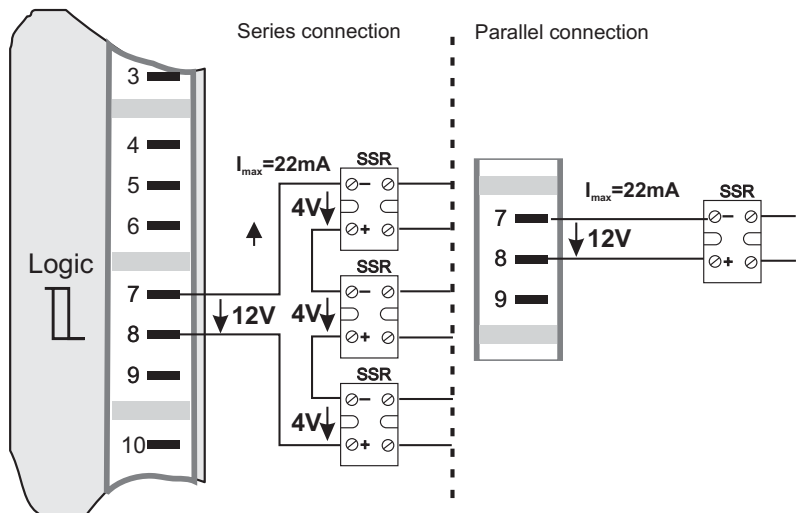 Series connection
Parallel connection
3
4
5
6
Logic
7
8
9
10
Imax=22mA
12V
SSR
4V
−
+
SSR
4V
−
+
SSR
4V
−
+
7
8
9
Imax=22mA
12V
SSR
−
+